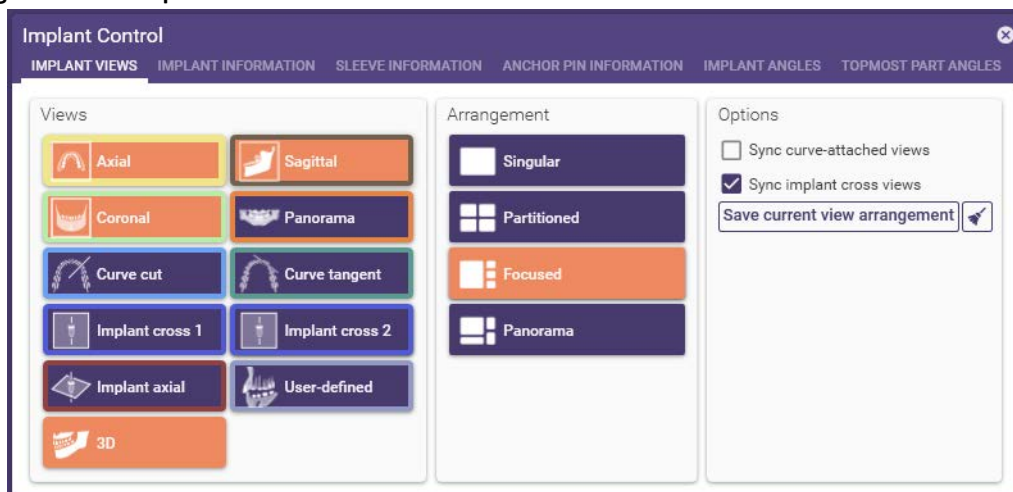 Implant Control
IMPLANT VIEWS IMPLANT INFORMATION SLEEVE INFORMATION ANCHOR PIN INFORMATION IMPLANT ANGLES TOPMOST PART ANGLES
Views
Axial
Sagittal
Coronal
Panorama
Curve cut
Curve tangent
Implant cross 1
Implant cross 2
Implant axial
User-defined
3D
Arrangement
Singular
Partitioned
Focused
Panorama
Options
Sync curve-attached views
Sync implant cross views
Save current view arrangement